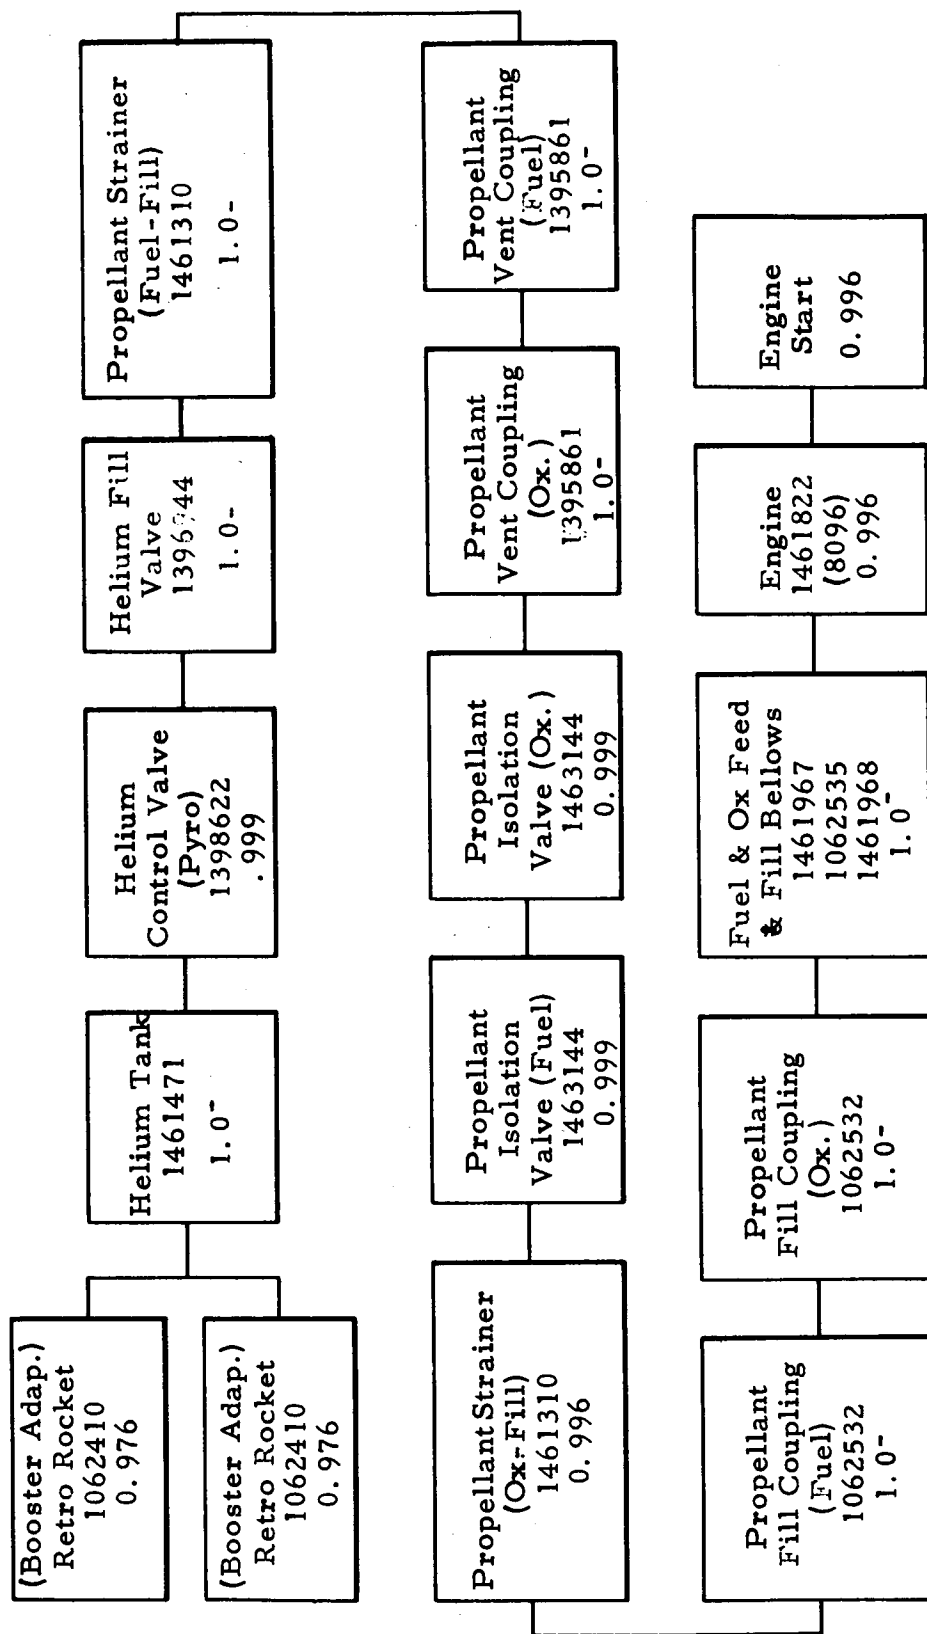 (Booster Adap.)
Retro Rocket
1062410
0.976
(Booster Adap.)
Retro Rocket
1062410
0.976
Helium Tank
1461471
1.0-
Helium
Control Valve
(Pyro)
1398622
.999
Helium Fill
Valve
1.0-
Propellant Strainer
(Fuel-Fill)
1461310
1.0-
Propellant Strainer
(Ox-Fill)
1461310
0.996
Propellant
Isolation
Valve (Fuel)
1463144
0.999
Propellant
Isolation
Valve (Ox.)
1463144
0.999
Propellant
Vent Coupling
(Ox.)
1395861
1.0-
Propellant
Vent Coupling
(Fuel)
1395861
1.0-
Propellant
Fill Coupling
(Fuel)
1062532
1.0-
Propellant
Fill Coupling
(Ox.)
1062532
1.0-
Fuel & Ox Feed
& Fill Bellows
1461967
1062535
1461968
1.0-
Engine
1461822
(8096)
0.996
Engine
Start
0.996